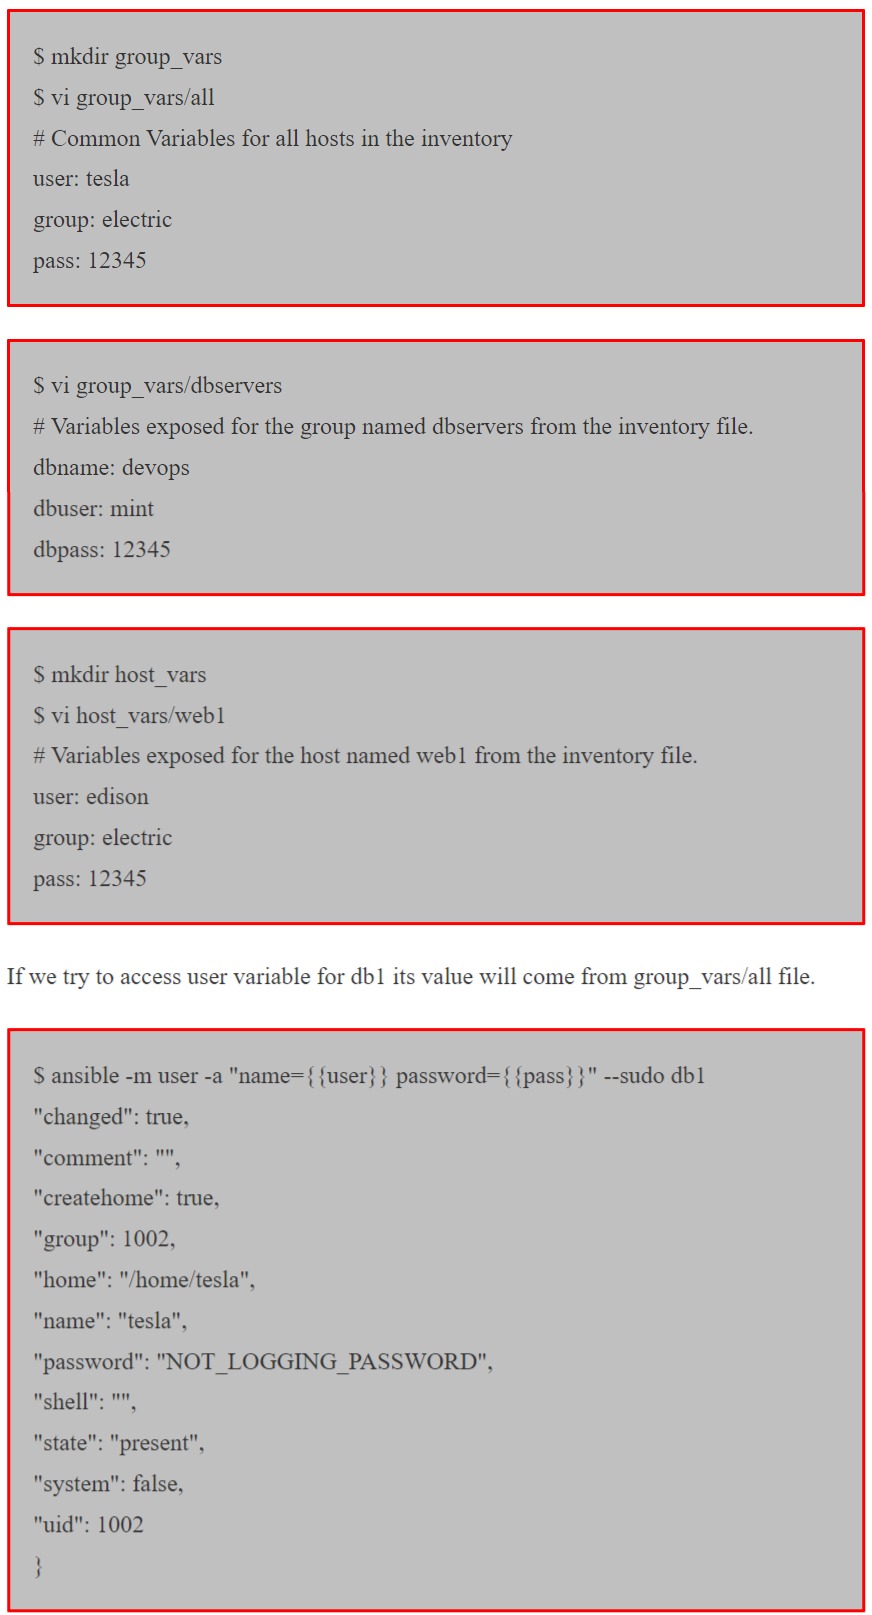 $ mkdir group_vars
$ vi group_vars/all
# Common Variables for all hosts in the inventory
user: tesla
group: electric
pass: 12345
$ vi group_vars/dbservers
# Variables exposed for the group named dbservers from the inventory file.
dbname: devops
dbuser: mint
dbpass: 12345
$ mkdir host_vars
$ vi host_vars/web1
# Variables exposed for the host named web1 from the inventory file.
user: edison
group: electric
pass: 12345
If we try to access user variable for db1 its value will come from group_vars/all file.
$ ansible -m user -a "name={{user}} password={{pass}}" --sudo db1
"changed": true,
"comment": "",
"createhome": true,
"group": 1002,
"home": "/home/tesla",
"name": "tesla",
"password": "NOT_LOGGING_PASSWORD",
"shell": "",
"state": "present",
"system": false,
"uid": 1002
}